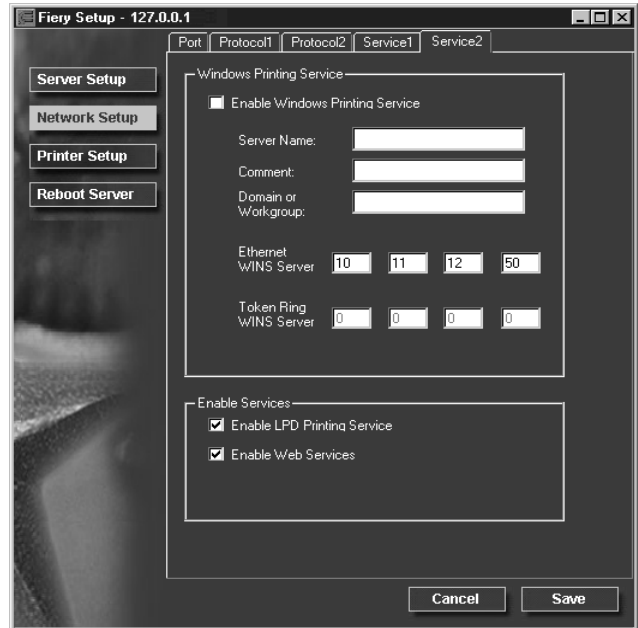 Fiery Setup - 127.0.0.1
Port Protocol1 Protocol2 Service1 Service2
Server Setup
Network Setup
Printer Setup
Reboot Server
Windows Printing Service
Enable Windows Printing Service
Server Name:
Comment:
Domain or
Workgroup:
Ethernet
WINS Server 10 11 12 50
Token Ring
WINS Server 0 0 0 0
Enable Services
Enable LPD Printing Service
Enable Web Services
Cancel Save